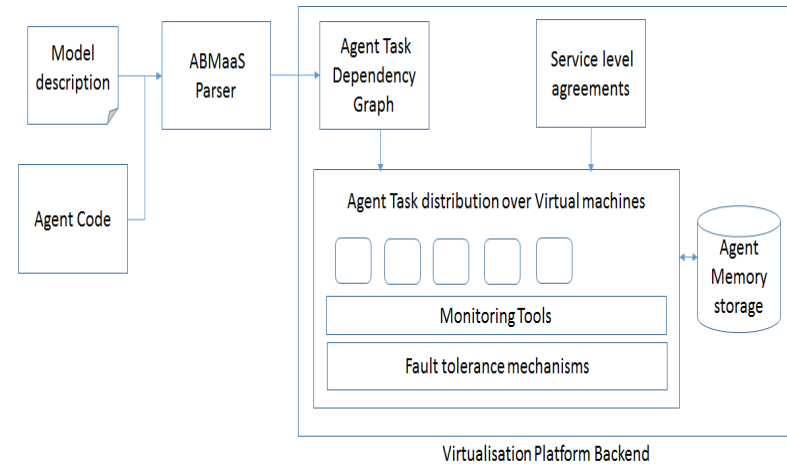 Model
description
ABMaaS
Parser
Agent Task
Dependency
Graph
Service level
agreements
Agent Code
Agent Task distribution over Virtual machines
Agent
Memory
storage
Monitoring Tools
Fault tolerance mechanisms
Virtualisation Platform Backend